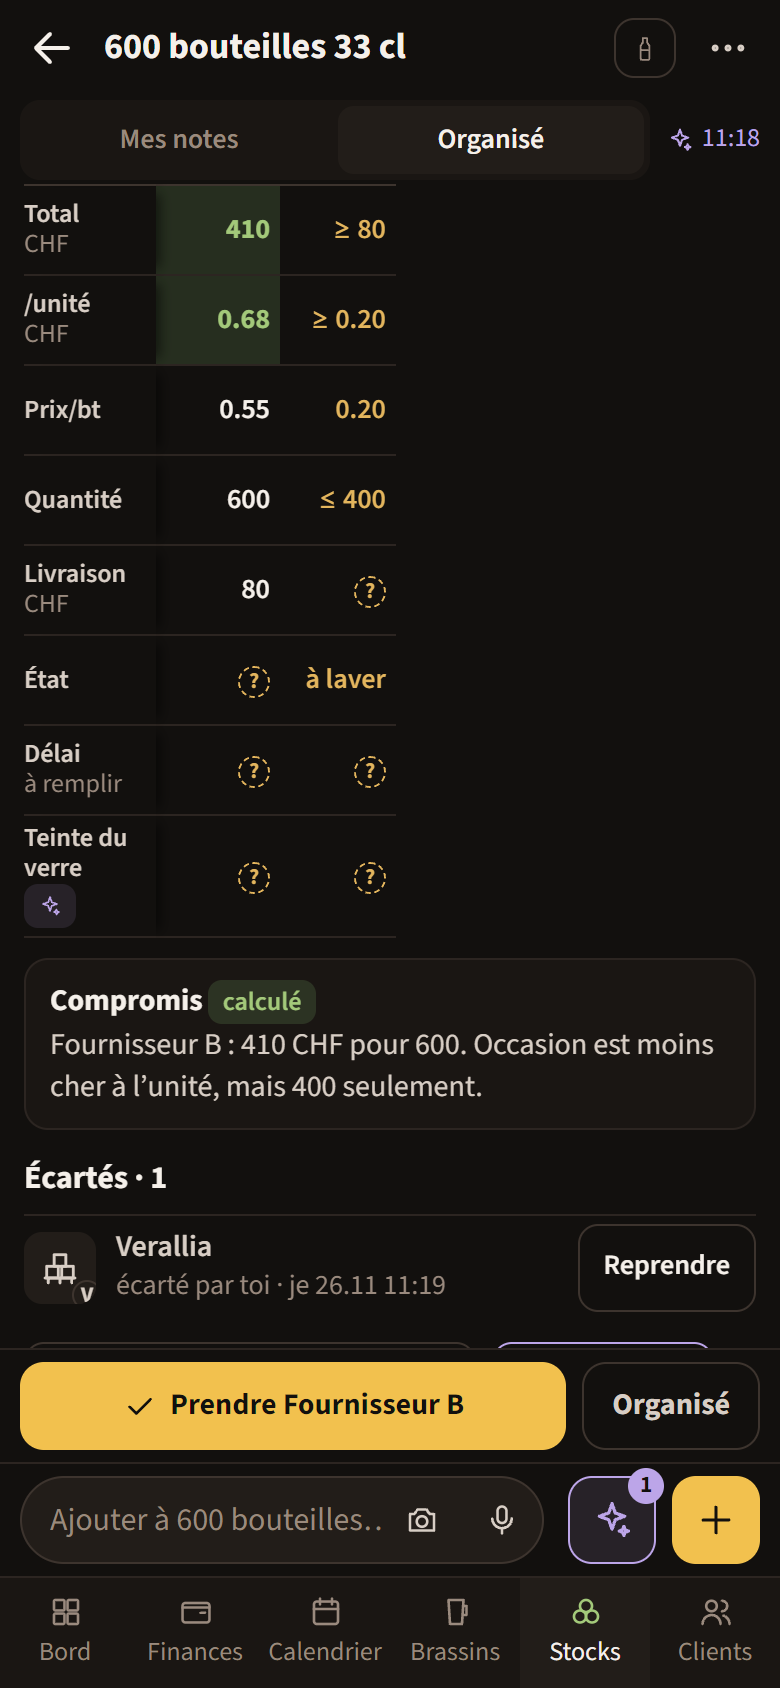 600 bouteilles 33 cl
Mes notes
Organisé
11:18
Total
CHF
410
≥ 80
/unité
CHF
0.68
≥ 0.20
Prix/bt
0.55
0.20
Quantité
600
≤ 400
Livraison
CHF
80
?
État
?
à laver
Délai
à remplir
?
?
Teinte du
verre
?
?
Compromis calculé
Fournisseur B : 410 CHF pour 600. Occasion est moins
cher à l’unité, mais 400 seulement.
Écartés · 1
V
Verallia
écarté par toi · je 26.11 11:19
Reprendre
Prendre Fournisseur B
Organisé
Ajouter à 600 bouteilles…
1
Bord
Finances
Calendrier
Brassins
Stocks
Clients